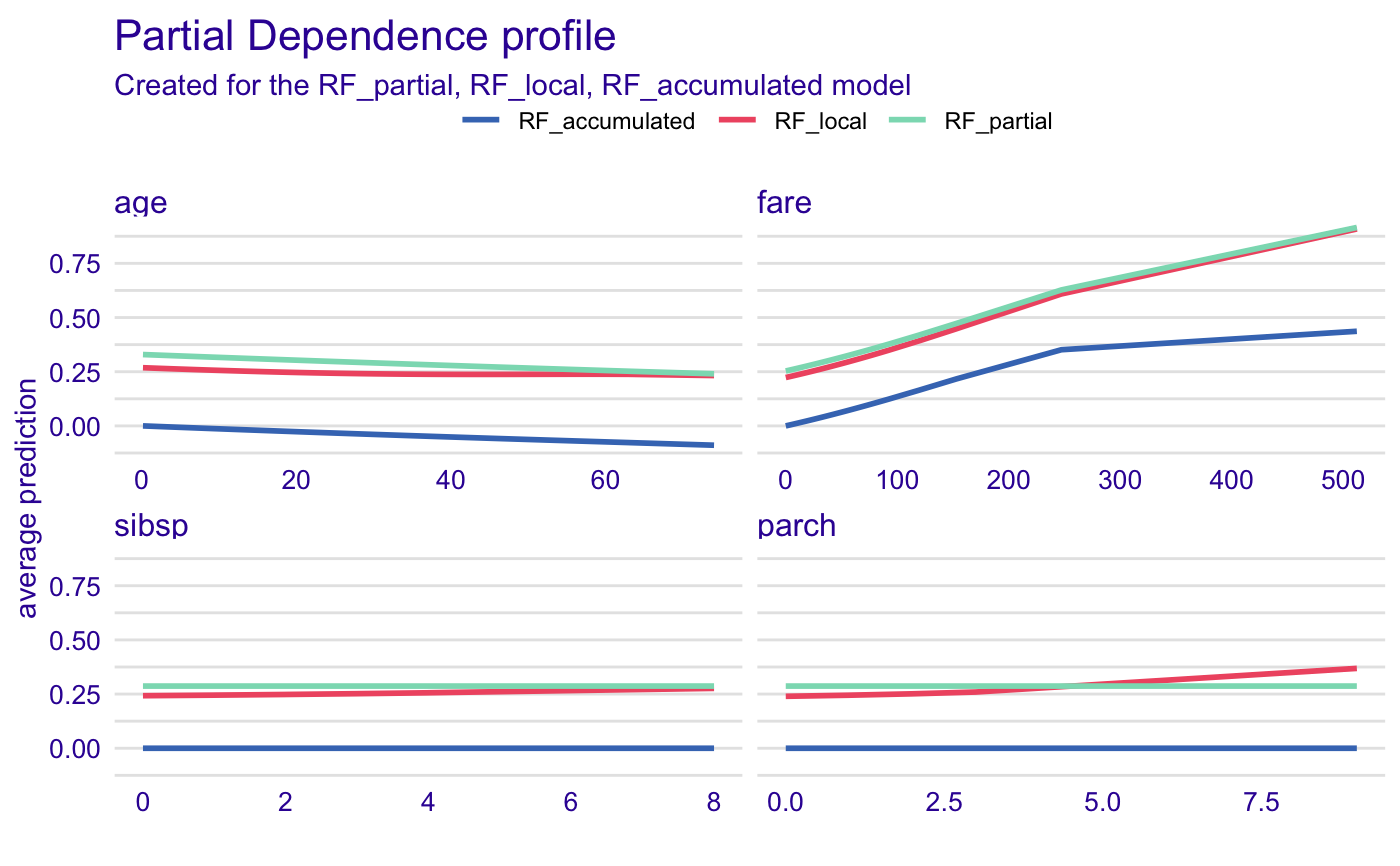 Partial Dependence profile
Created for the RF_partial, RF_local, RF_accumulated model
RF_accumulated RF_local RF_partial
age fare
0.75
0.50
0.25
0.00
0 20 40 60 0 100 200 300 400 500
average prediction
sibsp parch
0.75
0.50
0.25
0.00
0 2 4 6 8 0.0 2.5 5.0 7.5